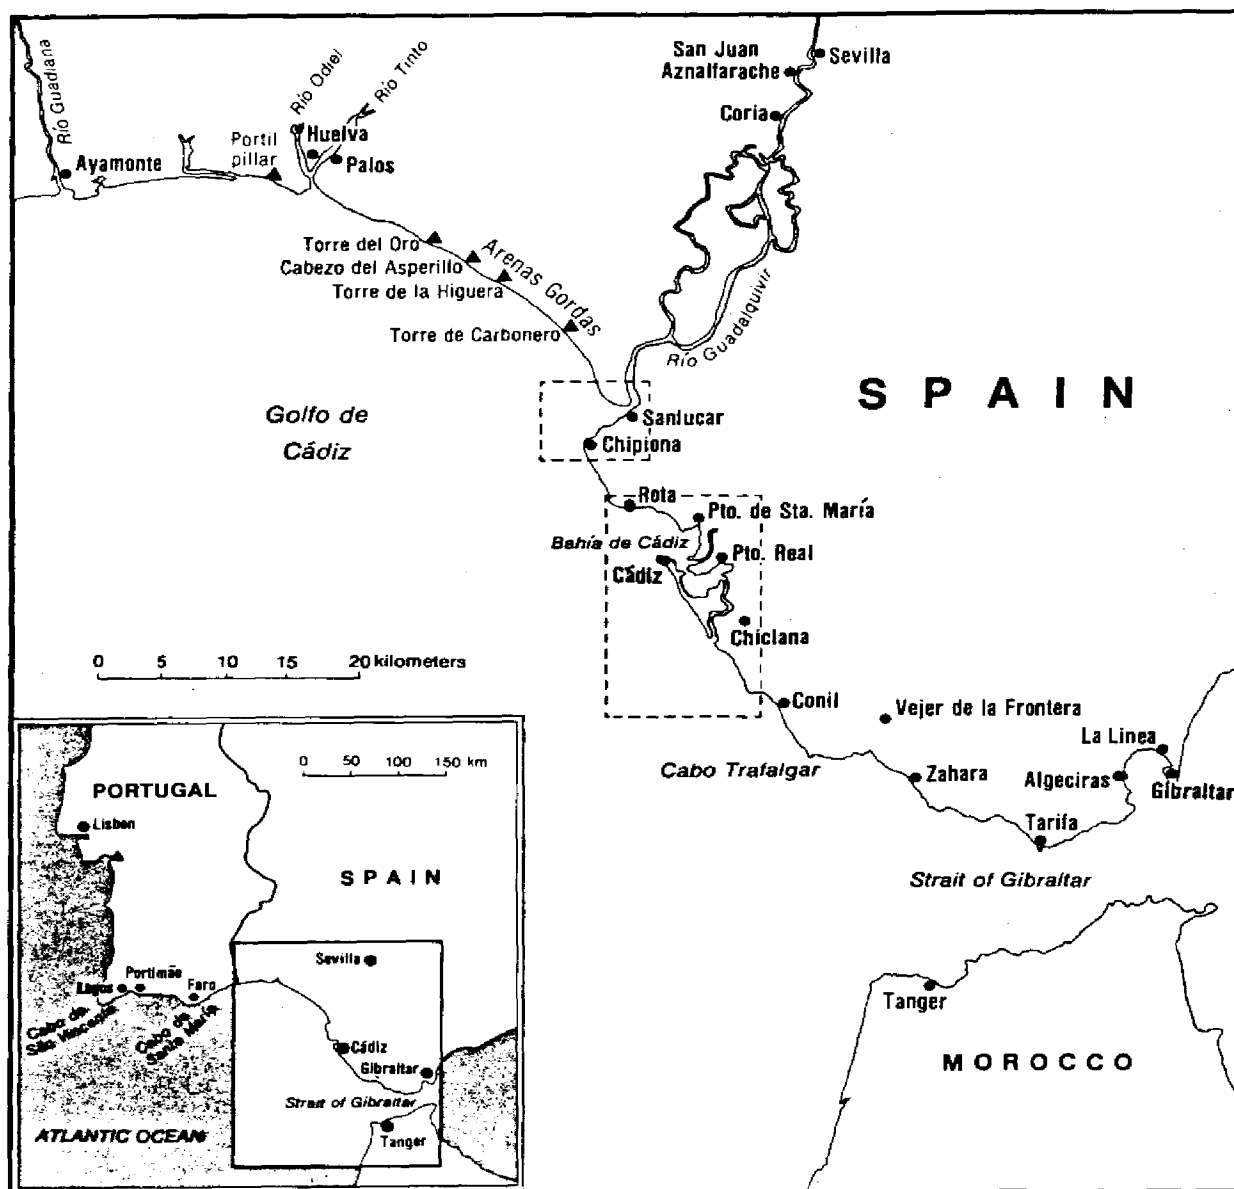 Río Guadiana
Ayamonte
Portil
pillar
Río Odiel
Río Tinto
Huelva
Palos
San Juan
Aznalfarache
Sevilla
Coria
Torre del Oro
Cabezo del Asperillo
Torre de la Higuera
Arenas Gordas
Torre de Carbonero
Río Guadalquivir
SPAIN
Golfo de
Cádiz
Sanlucar
Chipiona
Rota
Pto. de Sta. María
Bahía de Cádiz
Pto. Real
Cádiz
Chiclana
0 5 10 15 20 kilometers
Conil
Vejer de la Frontera
La Linea
Cabo Trafalgar
Zahara
Algeciras
Gibraltar
Tarifa
Strait of Gibraltar
Tanger
MOROCCO
0 50 100 150 km
PORTUGAL
Lisbon
SPAIN
Sevilla
Portimão
Lagos
Faro
Cabo de
São Vincente
Cabo de
Santa María
Cádiz
Gibraltar
Strait of Gibraltar
ATLANTIC OCEAN
Tanger